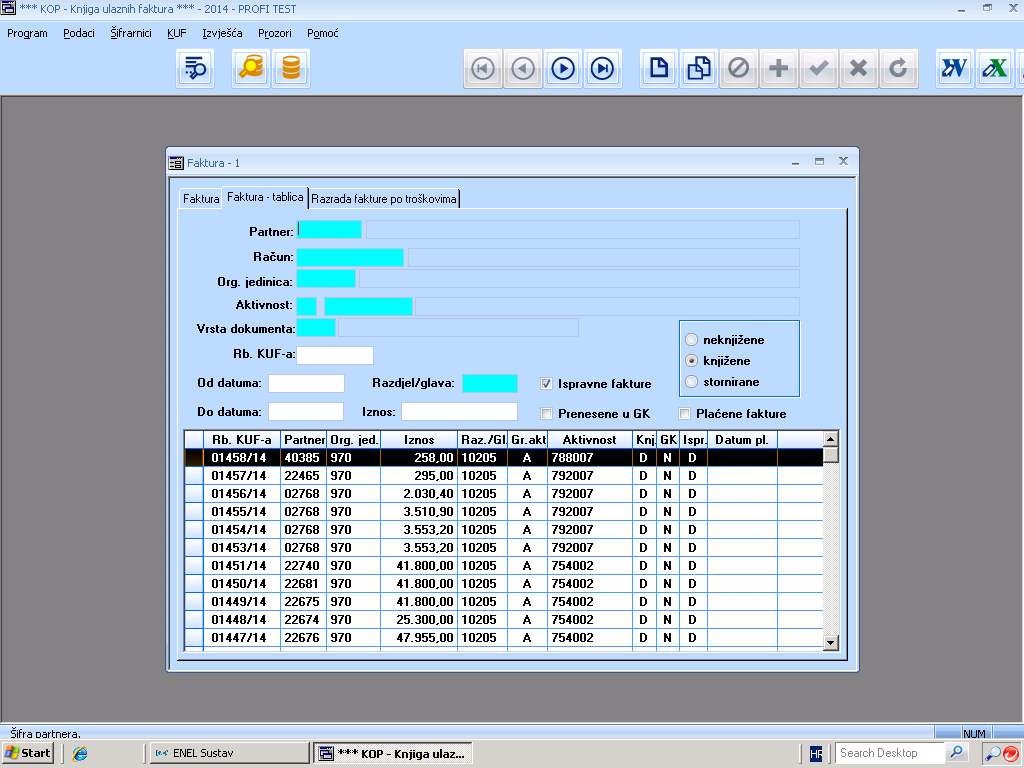 *** KOP - Knjiga ulaznih faktura *** - 2014 - PROFI TEST
Program Podaci Šifrarnici KUF Izvješća Prozori Pomoć
Faktura - 1
Faktura Faktura - tablica Razrada fakture po troškovima
Partner:
Račun:
Org. jedinica:
Aktivnost:
Vrsta dokumenta:
neknjižene
Rb. KUF-a:
knjižene
stornirane
Od datuma: Razdjel/glava: Ispravne fakture
Do datuma: Iznos: Prenesene u GK Plaćene fakture
Rb. KUF-a Partner Org. jed. Iznos Raz./Gl. Gr.akt Aktivnost Knj. GK Ispr. Datum pl.
01458/14 40385 970 258,00 10205 A 788007 D N D
01457/14 22465 970 295,00 10205 A 792007 D N D
01456/14 02768 970 2.030,40 10205 A 792007 D N D
01455/14 02768 970 3.510,90 10205 A 792007 D N D
01454/14 02768 970 3.553,20 10205 A 792007 D N D
01453/14 02768 970 3.553,20 10205 A 792007 D N D
01451/14 22740 970 41.800,00 10205 A 754002 D N D
01450/14 22681 970 41.800,00 10205 A 754002 D N D
01449/14 22675 970 41.800,00 10205 A 754002 D N D
01448/14 22674 970 25.300,00 10205 A 754002 D N D
01447/14 22676 970 47.955,00 10205 A 754002 D N D
Šifra partnera. NUM
Start ENEL Sustav *** KOP - Knjiga ulaz... HR Search Desktop